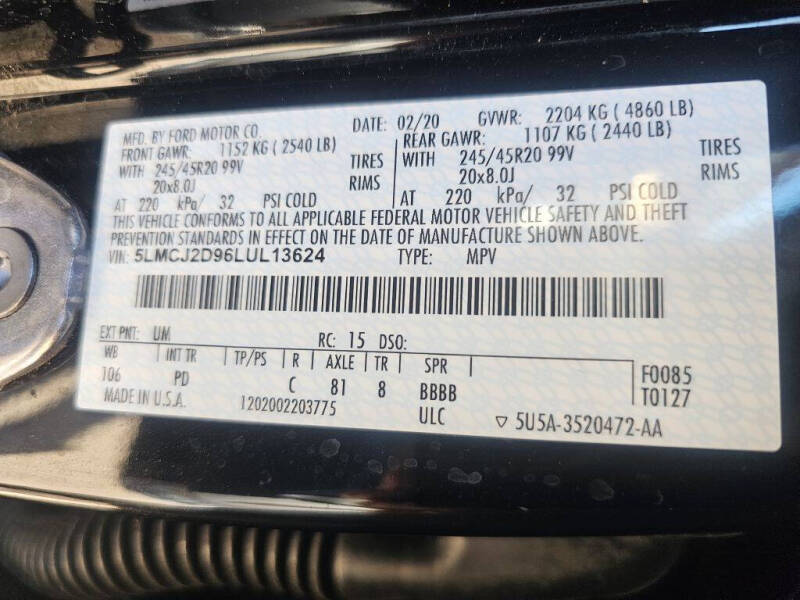 MFD. BY FORD MOTOR CO. DATE: 02/20 GVWR: 2204 KG ( 4860 LB)
FRONT GAWR: 1152 KG ( 2540 LB) REAR GAWR: 1107 KG ( 2440 LB)
WITH 245/45R20 99V TIRES WITH 245/45R20 99V TIRES
20x8.0J RIMS 20x8.0J RIMS
AT 220 kPa/ 32 PSI COLD AT 220 kPa/ 32 PSI COLD
THIS VEHICLE CONFORMS TO ALL APPLICABLE FEDERAL MOTOR VEHICLE SAFETY AND THEFT
PREVENTION STANDARDS IN EFFECT ON THE DATE OF MANUFACTURE SHOWN ABOVE.
VIN: 5LMCJ2D96LUL13624 TYPE: MPV
EXT PNT: UM RC: 15 DSO:
WB INT TR TP/PS R AXLE TR SPR
106 PD C 81 8 BBBB F0085
T0127
MADE IN U.S.A. 1202002203775 ULC ▽ 5U5A-3520472-AA